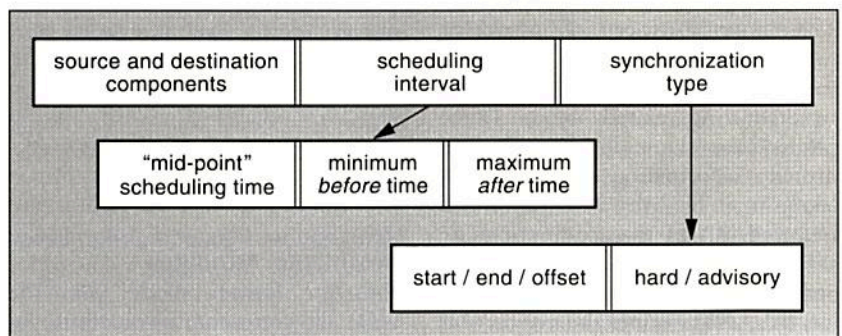 source and destination
components
scheduling
interval
synchronization
type
“mid-point”
scheduling time
minimum
before time
maximum
after time
start / end / offset
hard / advisory